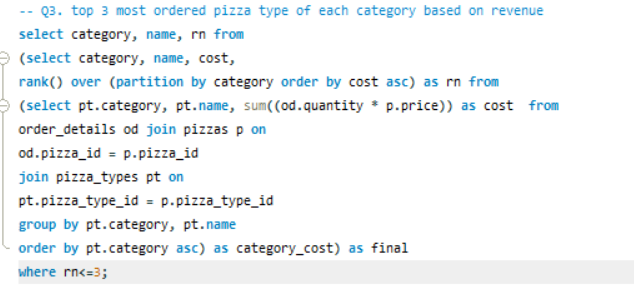 -- Q3. top 3 most ordered pizza type of each category based on revenue
select category, name, rn from
(select category, name, cost,
rank() over (partition by category order by cost asc) as rn from
(select pt.category, pt.name, sum((od.quantity * p.price)) as cost  from
order_details od join pizzas p on
od.pizza_id = p.pizza_id
join pizza_types pt on
pt.pizza_type_id = p.pizza_type_id
group by pt.category, pt.name
order by pt.category asc) as category_cost) as final
where rn<=3;